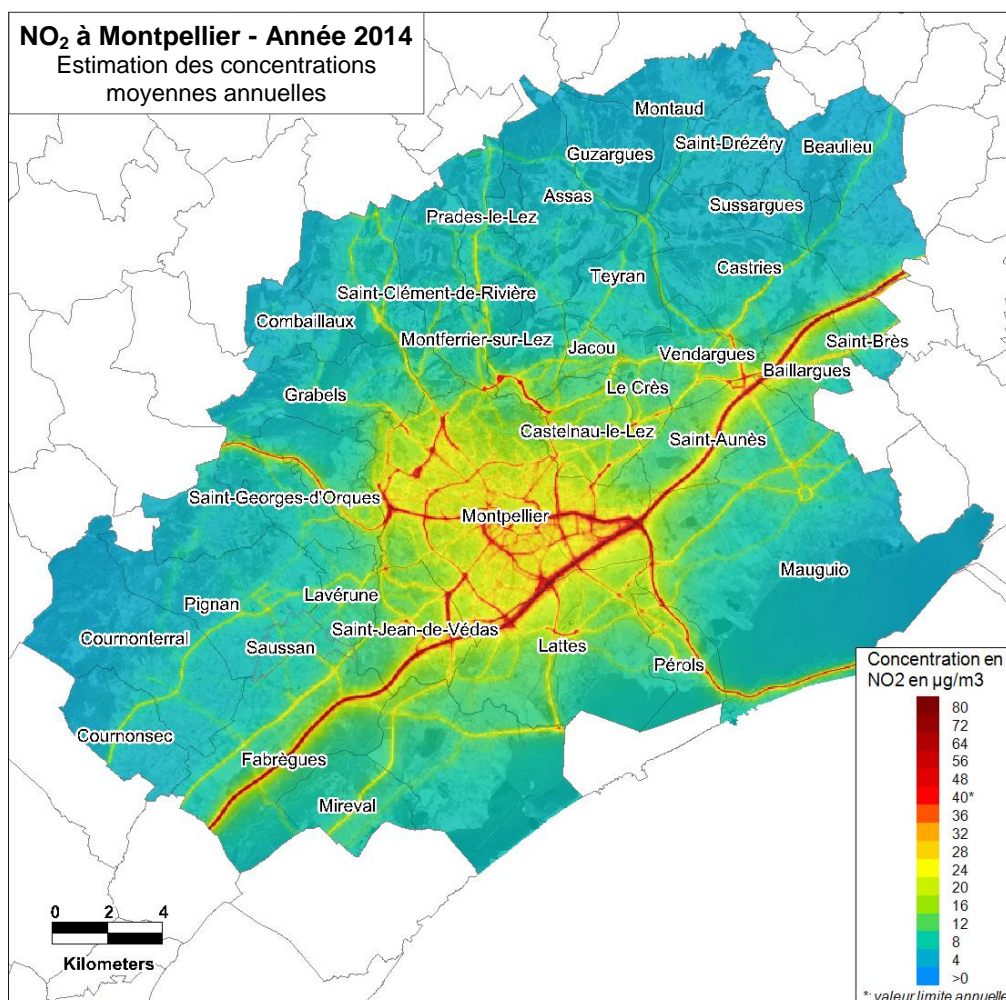 NO₂ à Montpellier - Année 2014
Estimation des concentrations
moyennes annuelles
Montaud
Saint-Drézéry
Beaulieu
Guzargues
Assas
Sussargues
Prades-le-Lez
Teyran
Castries
Saint-Clément-de-Rivière
Combaillaux
Montferrier-sur-Lez
Jacou
Vendargues
Saint-Brès
Baillargues
Le Crès
Grabels
Castelnau-le-Lez
Saint-Aunès
Saint-Georges-d'Orques
Montpellier
Mauguio
Lavérune
Pignan
Saint-Jean-de-Védas
Cournonterral
Saussan
Lattes
Pérols
Cournonsec
Fabrègues
Mireval
Concentration en
NO2 en µg/m3
80
72
64
56
48
40*
36
32
28
24
20
16
12
8
4
>0
*: valeur limite annuelle
0 2 4
Kilometers